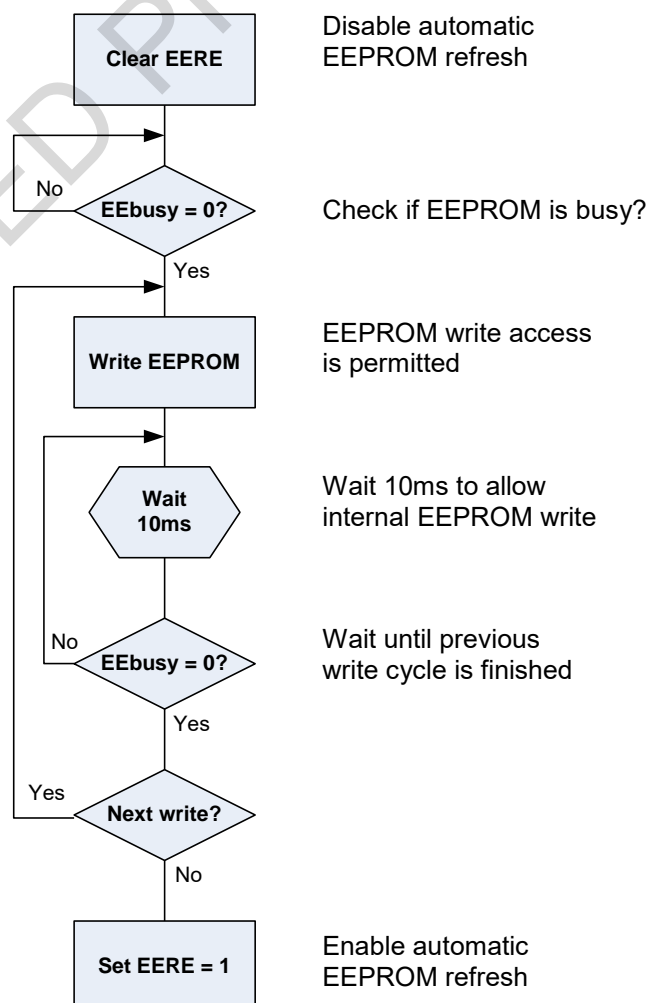 Clear EERE
Disable automatic
EEPROM refresh
No
EEbusy = 0?
Check if EEPROM is busy?
Yes
Write EEPROM
EEPROM write access
is permitted
Wait
10ms
Wait 10ms to allow
internal EEPROM write
No
EEbusy = 0?
Wait until previous
write cycle is finished
Yes
Yes
Next write?
No
Set EERE = 1
Enable automatic
EEPROM refresh